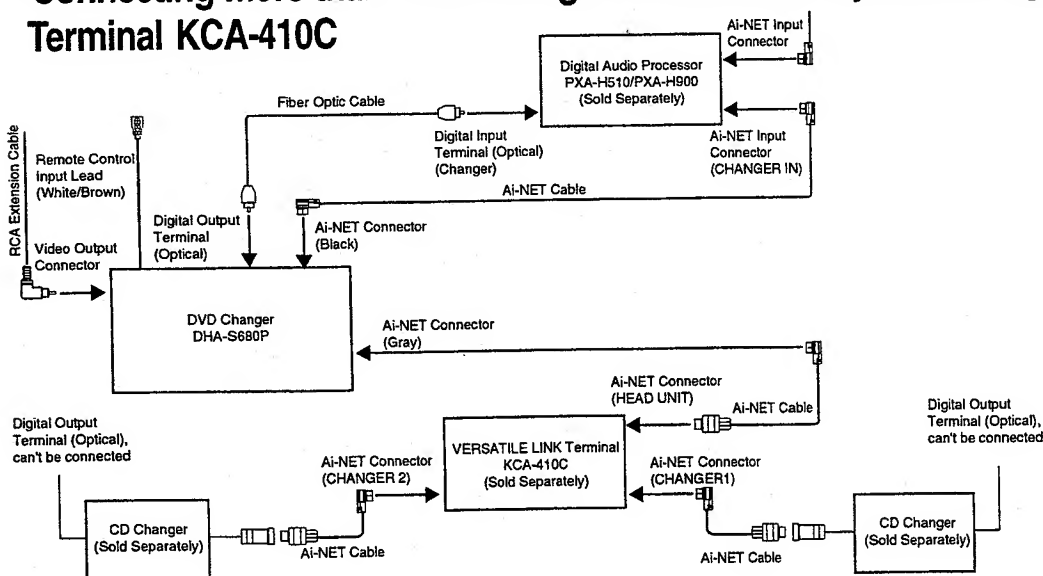 Terminal KCA-410C
Ai-NET Input
Connector
Digital Audio Processor
PXA-H510/PXA-H900
(Sold Separately)
Fiber Optic Cable
Digital Input
Terminal (Optical)
(Changer)
Ai-NET Input
Connector
(CHANGER IN)
Ai-NET Cable
RCA Extension Cable
Remote Control
Input Lead
(White/Brown)
Digital Output
Terminal
(Optical)
Ai-NET Connector
(Black)
Video Output
Connector
DVD Changer
DHA-S680P
Ai-NET Connector
(Gray)
Ai-NET Connector
(HEAD UNIT)
Ai-NET Cable
Digital Output
Terminal (Optical),
can't be connected
VERSATILE LINK Terminal
KCA-410C
(Sold Separately)
Ai-NET Connector
(CHANGER 2)
Ai-NET Connector
(CHANGER1)
Digital Output
Terminal (Optical),
can't be connected
CD Changer
(Sold Separately)
Ai-NET Cable
Ai-NET Cable
CD Changer
(Sold Separately)